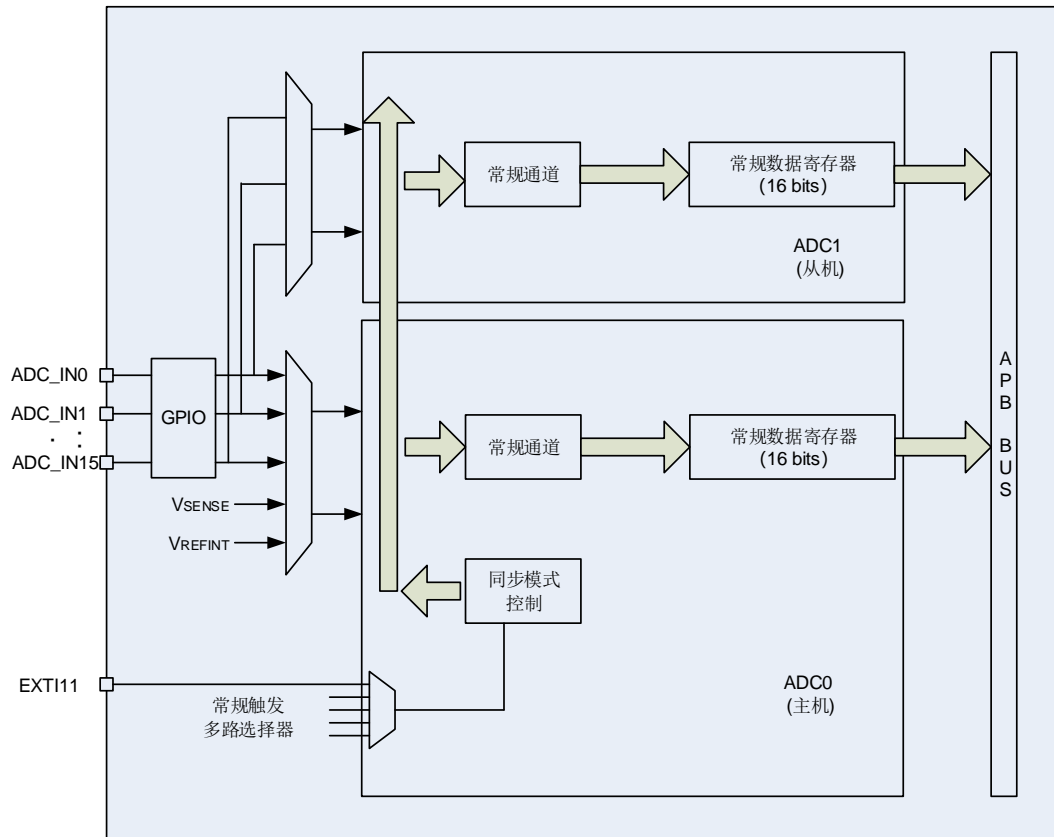 常规通道
常规数据寄存器
(16 bits)
ADC1
(从机)
ADC_IN0
ADC_IN1
ADC_IN15
GPIO
VSENSE
VREFINT
常规通道
常规数据寄存器
(16 bits)
同步模式
控制
EXTI11
常规触发
多路选择器
ADC0
(主机)
APB BUS